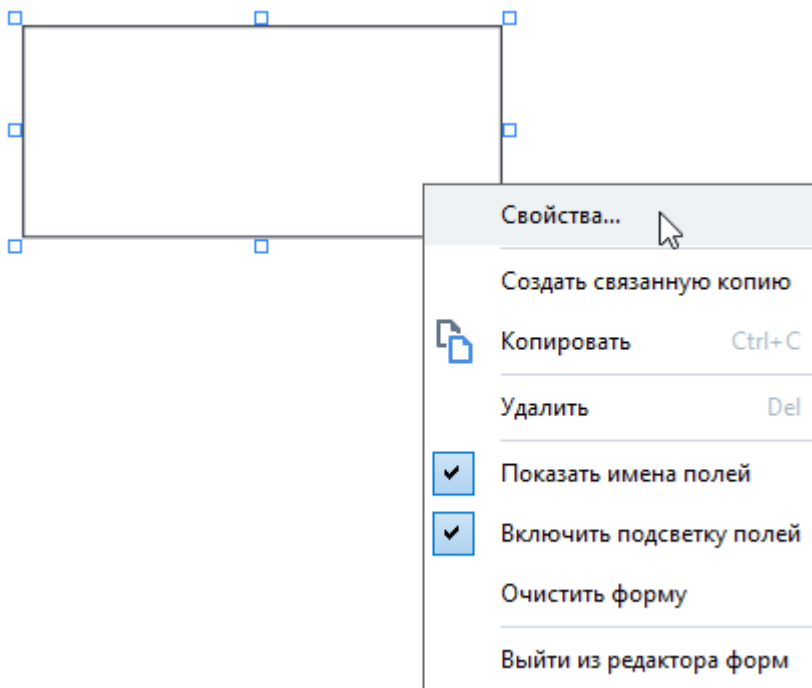 Свойства...
Создать связанную копию
Копировать Ctrl+C
Удалить Del
Показать имена полей
Включить подсветку полей
Очистить форму
Выйти из редактора форм